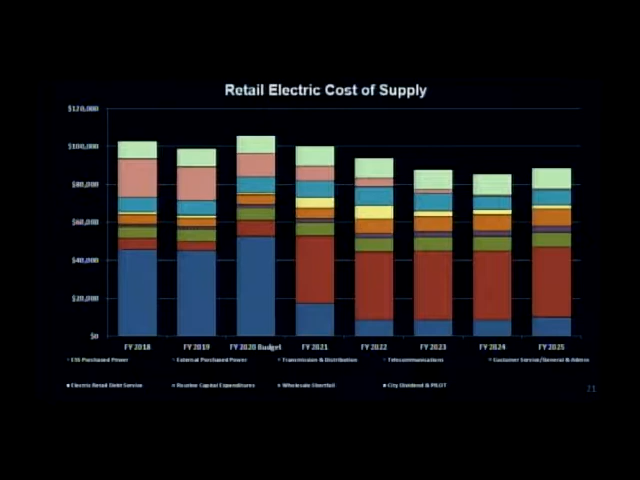 Retail Electric Cost of Supply
$120,000
$100,000
$80,000
$60,000
$40,000
$20,000
$0
FY 2018 FY 2019 FY 2020 Budget FY 2021 FY 2022 FY 2023 FY 2024 FY 2025
Purchased Power External Purchased Power Transmission & Distribution Telecommunications Customer Service/General & Admin
Electric Retail Debt Service Routine Capital Expenditures Wholesale Shortfall City Dividend & PILOT
21